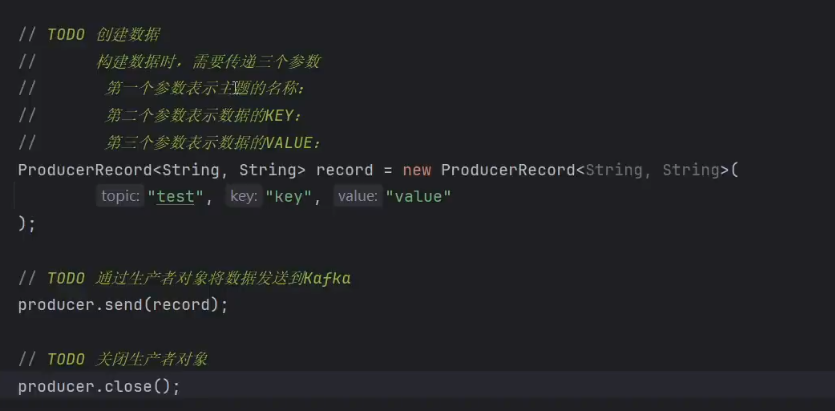 // TODO 创建数据
//      构建数据时，需要传递三个参数
//       第一个参数表示主题的名称：
//       第二个参数表示数据的KEY：
//       第三个参数表示数据的VALUE：
ProducerRecord<String, String> record = new ProducerRecord<String, String>(
        topic: "test", key: "key", value: "value"
);
// TODO 通过生产者对象将数据发送到Kafka
producer.send(record);
// TODO 关闭生产者对象
producer.close();